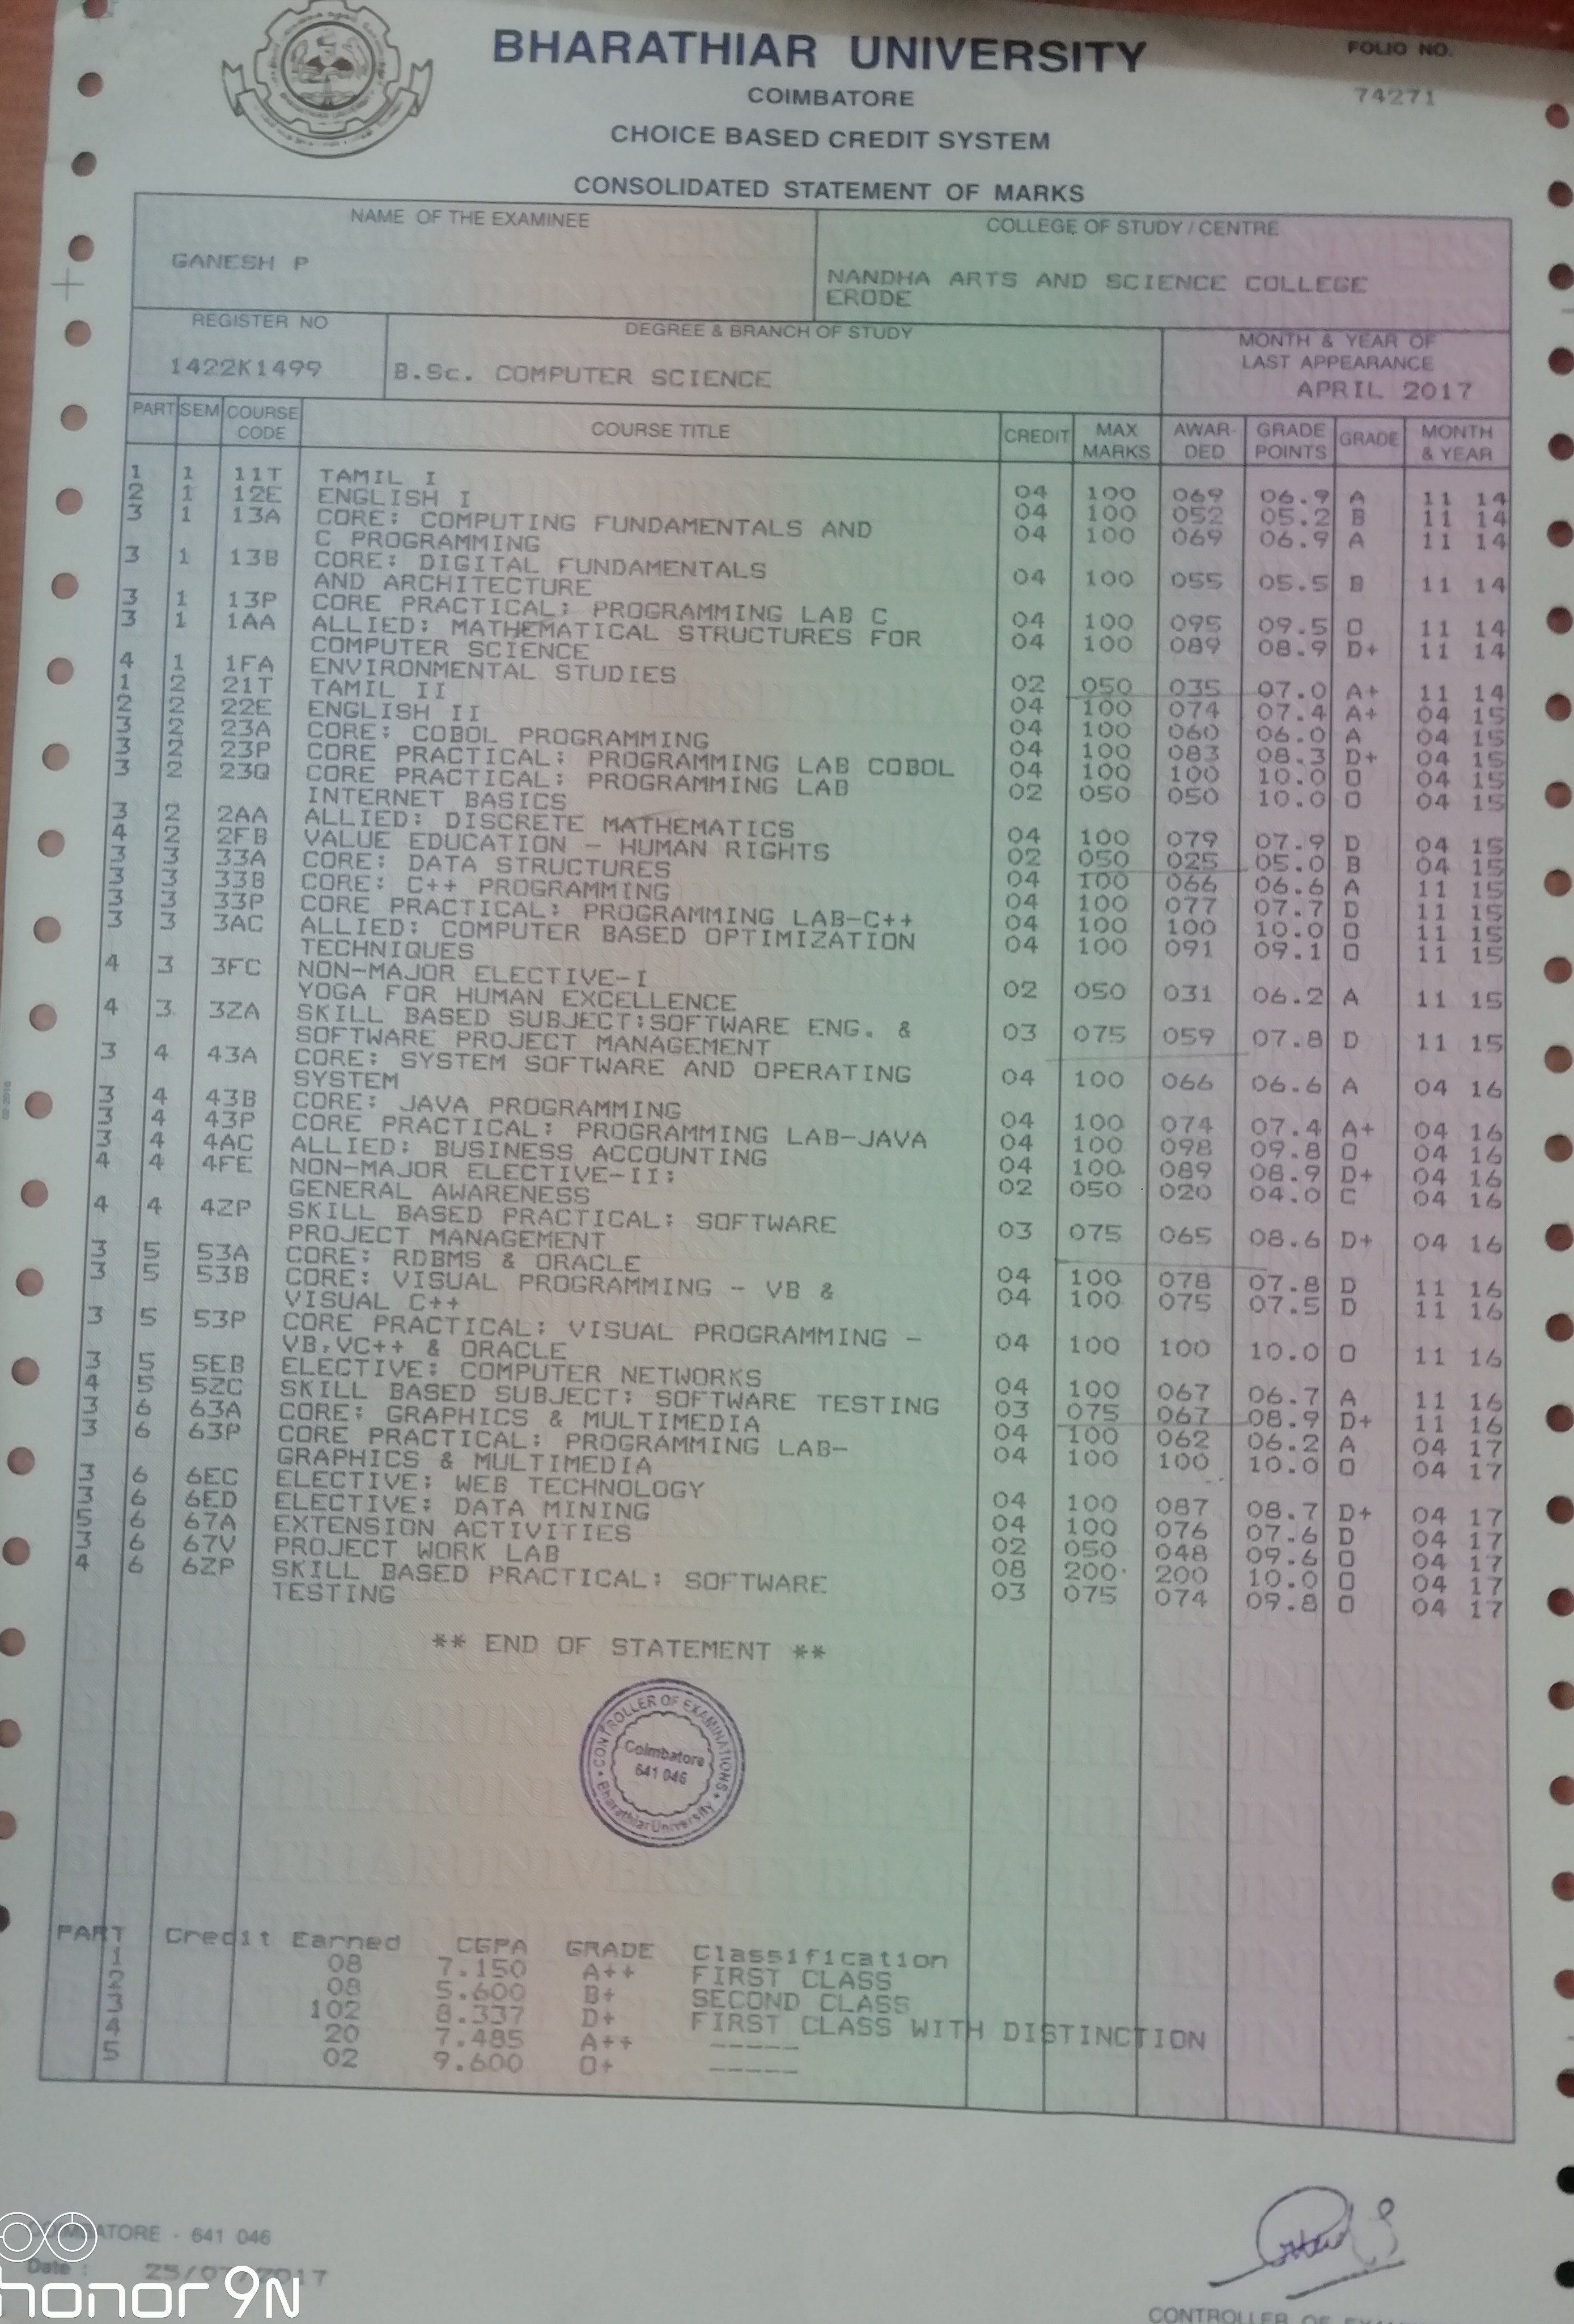 BHARATHIAR UNIVERSITY
FOLIO NO.
74271
COIMBATORE
CHOICE BASED CREDIT SYSTEM
CONSOLIDATED STATEMENT OF MARKS
NAME OF THE EXAMINEE
COLLEGE OF STUDY / CENTRE
GANESH P
NANDHA ARTS AND SCIENCE COLLEGE
ERODE
REGISTER NO
DEGREE & BRANCH OF STUDY
MONTH & YEAR OF
LAST APPEARANCE
1422K1499
B.Sc. COMPUTER SCIENCE
APRIL 2017
PART SEM COURSE CODE COURSE TITLE CREDIT MAX MARKS AWAR-DED GRADE POINTS GRADE MONTH & YEAR
1 1 11T TAMIL I 04 100 069 06.9 A 11 14
2 1 12E ENGLISH I 04 100 052 05.2 B 11 14
3 1 13A CORE: COMPUTING FUNDAMENTALS AND 04 100 069 06.9 A 11 14
C PROGRAMMING
3 1 13B CORE: DIGITAL FUNDAMENTALS 04 100 055 05.5 B 11 14
AND ARCHITECTURE
3 1 13P CORE PRACTICAL: PROGRAMMING LAB C 04 100 095 09.5 O 11 14
3 1 1AA ALLIED: MATHEMATICAL STRUCTURES FOR 04 100 089 08.9 D+ 11 14
COMPUTER SCIENCE
4 1 1FA ENVIRONMENTAL STUDIES 02 050 035 07.0 A+ 11 14
1 2 21T TAMIL II 04 100 074 07.4 A+ 04 15
2 2 22E ENGLISH II 04 100 060 06.0 A 04 15
3 2 23A CORE: COBOL PROGRAMMING 04 100 083 08.3 D+ 04 15
3 2 23P CORE PRACTICAL: PROGRAMMING LAB COBOL 04 100 100 10.0 O 04 15
3 2 23Q CORE PRACTICAL: PROGRAMMING LAB 02 050 050 10.0 O 04 15
INTERNET BASICS
3 2 2AA ALLIED: DISCRETE MATHEMATICS 04 100 079 07.9 D 04 15
4 2 2FB VALUE EDUCATION - HUMAN RIGHTS 02 050 025 05.0 B 04 15
3 3 33A CORE: DATA STRUCTURES 04 100 066 06.6 A 11 15
3 3 33B CORE: C++ PROGRAMMING 04 100 077 07.7 D 11 15
3 3 33P CORE PRACTICAL: PROGRAMMING LAB-C++ 04 100 100 10.0 O 11 15
3 3 3AC ALLIED: COMPUTER BASED OPTIMIZATION 04 100 091 09.1 O 11 15
TECHNIQUES
4 3 3FC NON-MAJOR ELECTIVE-I 02 050 031 06.2 A 11 15
YOGA FOR HUMAN EXCELLENCE
4 3 3ZA SKILL BASED SUBJECT:SOFTWARE ENG. & 03 075 059 07.8 D 11 15
SOFTWARE PROJECT MANAGEMENT
3 4 43A CORE: SYSTEM SOFTWARE AND OPERATING 04 100 066 06.6 A 04 16
SYSTEM
3 4 43B CORE: JAVA PROGRAMMING 04 100 074 07.4 A+ 04 16
3 4 43P CORE PRACTICAL: PROGRAMMING LAB-JAVA 04 100 098 09.8 O 04 16
3 4 4AC ALLIED: BUSINESS ACCOUNTING 04 100 089 08.9 D+ 04 16
4 4 4FE NON-MAJOR ELECTIVE-II: 02 050 020 04.0 C 04 16
GENERAL AWARENESS
4 4 4ZP SKILL BASED PRACTICAL: SOFTWARE 03 075 065 08.6 D+ 04 16
PROJECT MANAGEMENT
3 5 53A CORE: RDBMS & ORACLE 04 100 078 07.8 D 11 16
3 5 53B CORE: VISUAL PROGRAMMING - VB & 04 100 075 07.5 D 11 16
VISUAL C++
3 5 53P CORE PRACTICAL: VISUAL PROGRAMMING - 04 100 100 10.0 O 11 16
VB,VC++ & ORACLE
3 5 5EB ELECTIVE: COMPUTER NETWORKS 04 100 067 06.7 A 11 16
4 5 5ZC SKILL BASED SUBJECT: SOFTWARE TESTING 03 075 067 08.9 D+ 11 16
3 6 63A CORE: GRAPHICS & MULTIMEDIA 04 100 062 06.2 A 04 17
3 6 63P CORE PRACTICAL: PROGRAMMING LAB- 04 100 100 10.0 O 04 17
GRAPHICS & MULTIMEDIA
3 6 6EC ELECTIVE: WEB TECHNOLOGY 04 100 087 08.7 D+ 04 17
3 6 6ED ELECTIVE: DATA MINING 04 100 076 07.6 D 04 17
5 6 67A EXTENSION ACTIVITIES 02 050 048 09.6 O 04 17
3 6 67V PROJECT WORK LAB 08 200 200 10.0 O 04 17
4 6 6ZP SKILL BASED PRACTICAL: SOFTWARE 03 075 074 09.8 O 04 17
TESTING
** END OF STATEMENT **
CONTROLLER OF EXAMINATIONS
Coimbatore
641 046
Bharathiar University
PART Credit Earned CGPA GRADE Classification
1 08 7.150 A++ FIRST CLASS
2 08 5.600 B+ SECOND CLASS
3 102 8.337 D+ FIRST CLASS WITH DISTINCTION
4 20 7.485 A++ -----
5 02 9.600 O+ -----
COIMBATORE - 641 046
Date :
honor 9N
CONTROLLER OF